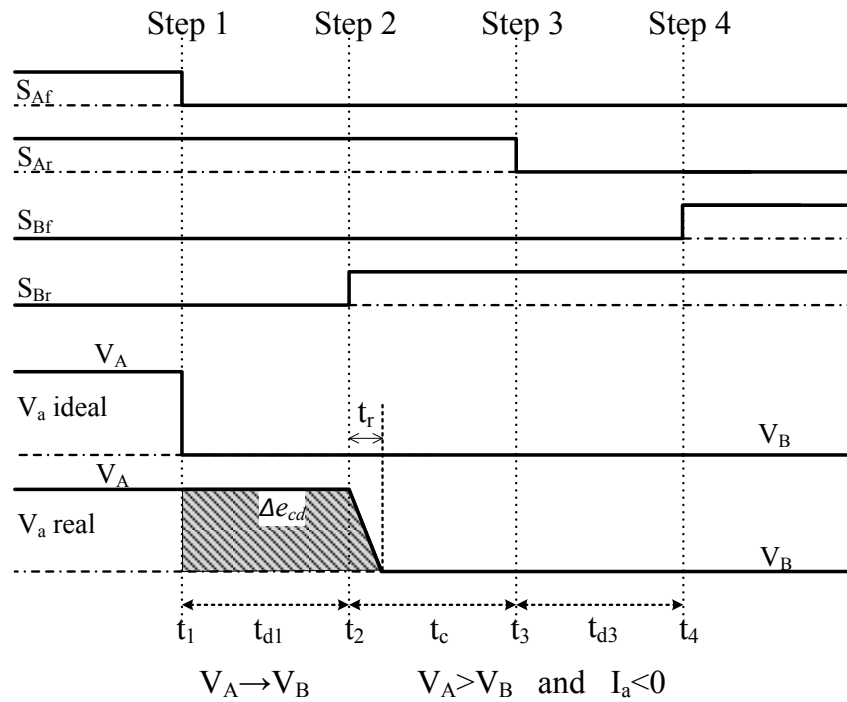 Step 1 Step 2 Step 3 Step 4
S_Af
S_Ar
S_Bf
S_Br
V_A
V_a ideal
t_r
V_B
V_A
Δe_cd
V_a real
V_B
t_1 t_d1 t_2 t_c t_3 t_d3 t_4
V_A→V_B V_A>V_B and I_a<0